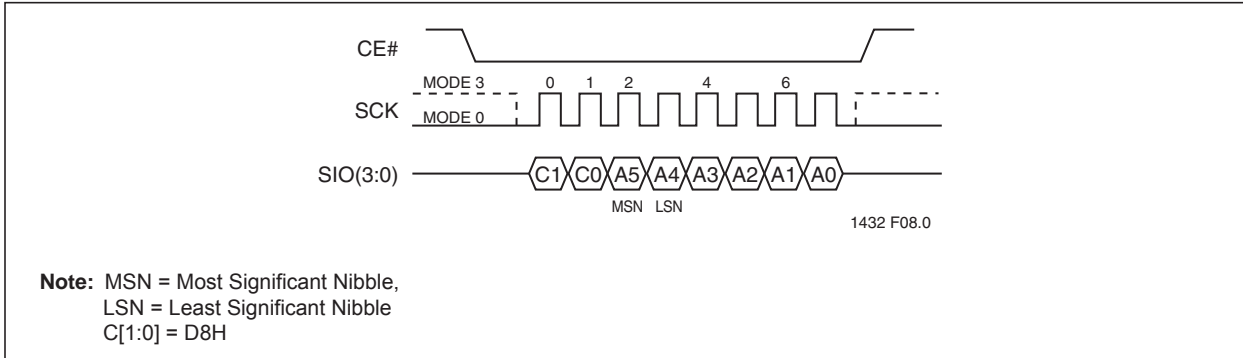 CE#
MODE 3 0 1 2 4 6
SCK
MODE 0
SIO(3:0) C1 C0 A5 A4 A3 A2 A1 A0
MSN LSN
1432 F08.0
Note: MSN = Most Significant Nibble,
LSN = Least Significant Nibble
C[1:0] = D8H